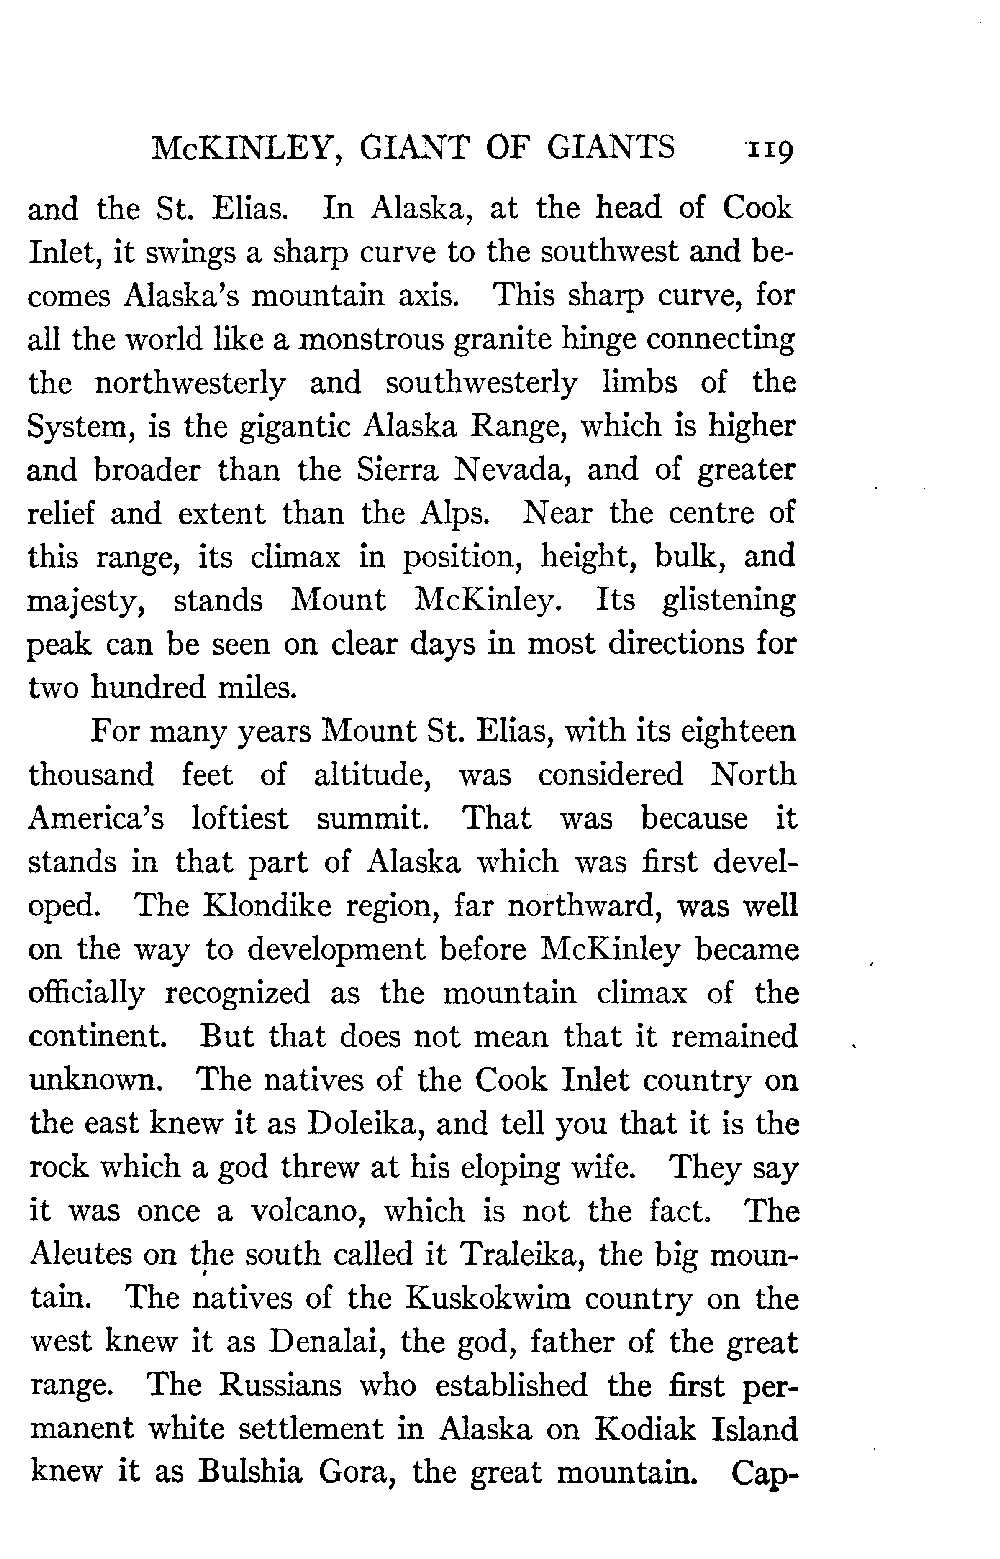 McKINLEY, GIANT OF GIANTS 119
and the St. Elias. In Alaska, at the head of Cook
Inlet, it swings a sharp curve to the southwest and be-
comes Alaska's mountain axis. This sharp curve, for
all the world like a monstrous granite hinge connecting
the northwesterly and southwesterly limbs of the
System, is the gigantic Alaska Range, which is higher
and broader than the Sierra Nevada, and of greater
relief and extent than the Alps. Near the centre of
this range, its climax in position, height, bulk, and
majesty, stands Mount McKinley. Its glistening
peak can be seen on clear days in most directions for
two hundred miles.
For many years Mount St. Elias, with its eighteen
thousand feet of altitude, was considered North
America's loftiest summit. That was because it
stands in that part of Alaska which was first devel-
oped. The Klondike region, far northward, was well
on the way to development before McKinley became
officially recognized as the mountain climax of the
continent. But that does not mean that it remained
unknown. The natives of the Cook Inlet country on
the east knew it as Doleika, and tell you that it is the
rock which a god threw at his eloping wife. They say
it was once a volcano, which is not the fact. The
Aleutes on the south called it Traleika, the big moun-
tain. The natives of the Kuskokwim country on the
west knew it as Denalai, the god, father of the great
range. The Russians who established the first per-
manent white settlement in Alaska on Kodiak Island
knew it as Bulshia Gora, the great mountain. Cap-